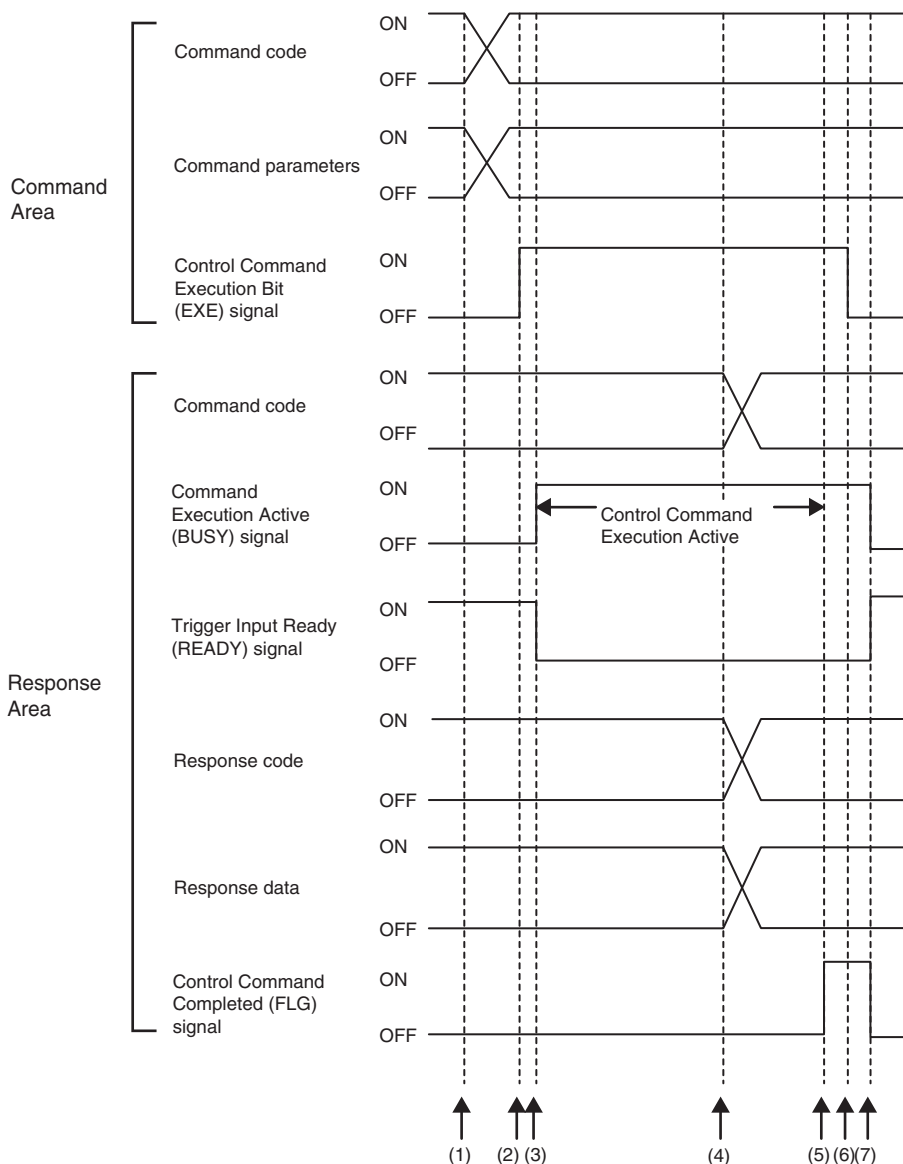 Command
Area
Command code
ON
OFF
Command parameters
ON
OFF
Control Command
Execution Bit
(EXE) signal
ON
OFF
Response
Area
Command code
ON
OFF
Command
Execution Active
(BUSY) signal
ON
OFF
Control Command
Execution Active
Trigger Input Ready
(READY) signal
ON
OFF
Response code
ON
OFF
Response data
ON
OFF
Control Command
Completed (FLG)
signal
ON
OFF
(1) (2) (3) (4) (5) (6) (7)